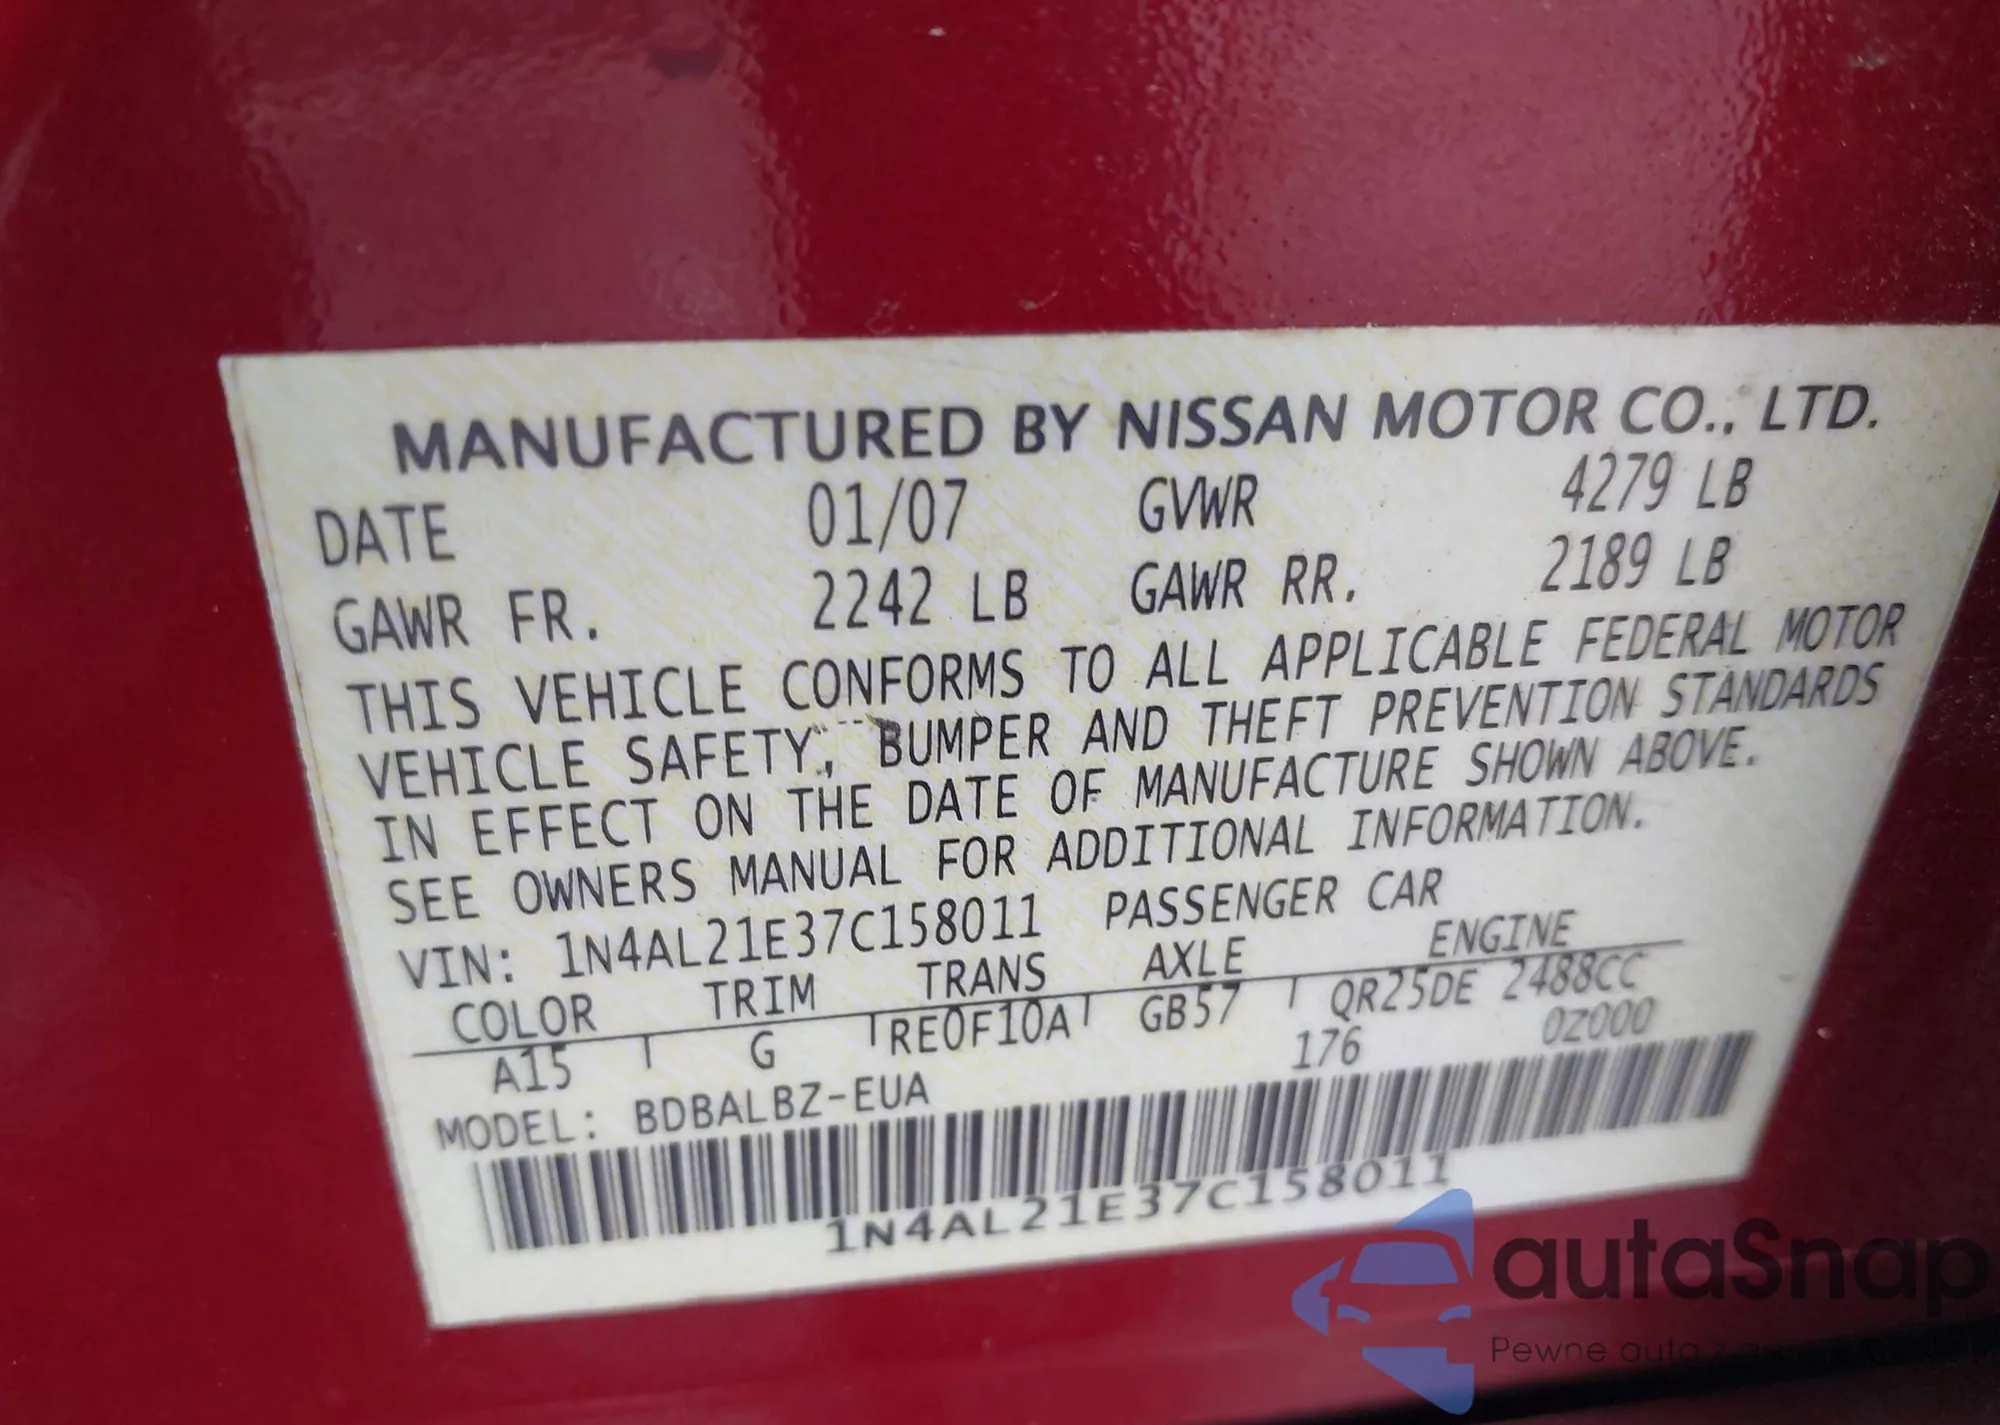 MANUFACTURED BY NISSAN MOTOR CO., LTD.
DATE 01/07 GVWR 4279 LB
GAWR FR. 2242 LB GAWR RR. 2189 LB
THIS VEHICLE CONFORMS TO ALL APPLICABLE FEDERAL MOTOR
VEHICLE SAFETY, BUMPER AND THEFT PREVENTION STANDARDS
IN EFFECT ON THE DATE OF MANUFACTURE SHOWN ABOVE.
SEE OWNERS MANUAL FOR ADDITIONAL INFORMATION.
VIN: 1N4AL21E37C158011 PASSENGER CAR
COLOR TRIM TRANS AXLE ENGINE
A15 G RE0F10A GB57 QR25DE 2488CC
176 0Z000
MODEL: BDBALBZ-EUA
1N4AL21E37C158011
autaSnap
Pewne auta z